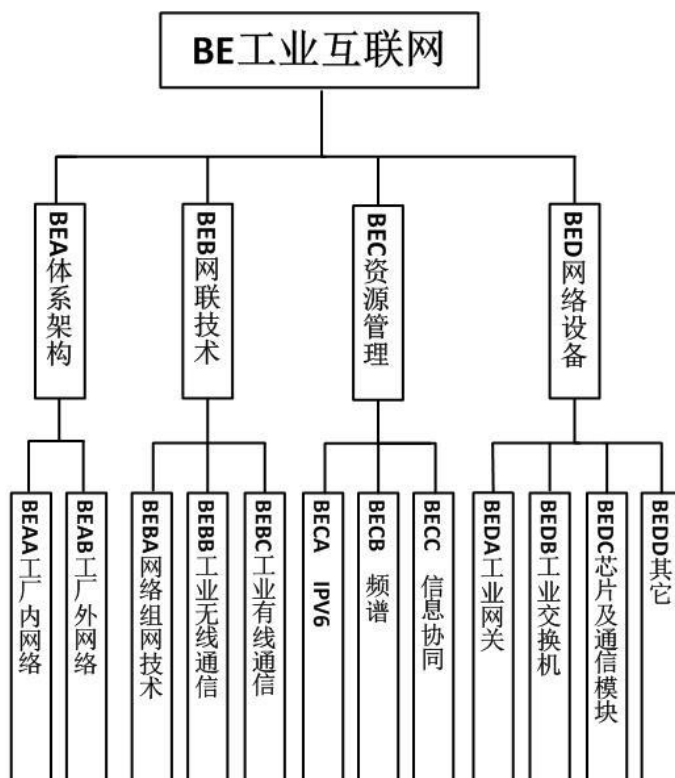 BE工业互联网
BEA体系架构
BEB网联技术
BEC资源管理
BED网络设备
BEAA工厂内网络
BEAB工厂外网络
BEBA网络组网技术
BEBB工业无线通信
BEBC工业有线通信
BECA IPV6
BECB 频谱
BECC 信息协同
BEDA工业网关
BEDB工业交换机
BEDC芯片及通信模块
BEDD其它